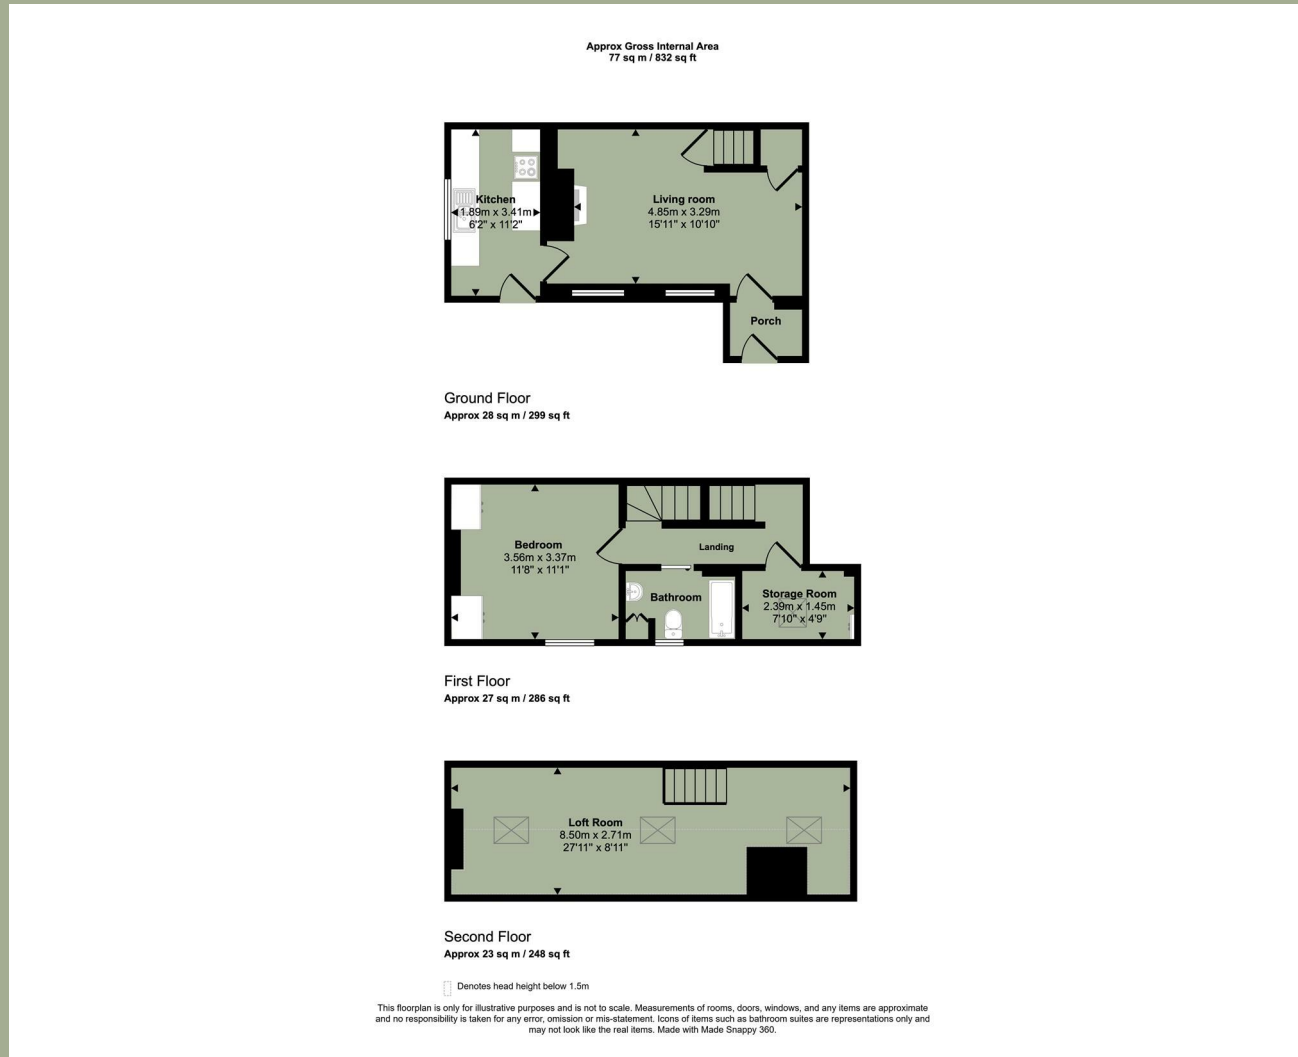 Approx Gross Internal Area
77 sq m / 832 sq ft
Kitchen
1.89m x 3.41m
6'2" x 11'2"
Living room
4.85m x 3.29m
15'11" x 10'10"
Porch
Ground Floor
Approx 28 sq m / 299 sq ft
Bedroom
3.56m x 3.37m
11'8" x 11'1"
Landing
Bathroom
Storage Room
2.39m x 1.45m
7'10" x 4'9"
First Floor
Approx 27 sq m / 286 sq ft
Loft Room
8.50m x 2.71m
27'11" x 8'11"
Second Floor
Approx 23 sq m / 248 sq ft
Denotes head height below 1.5m
This floorplan is only for illustrative purposes and is not to scale. Measurements of rooms, doors, windows, and any items are approximate
and no responsibility is taken for any error, omission or mis-statement. Icons of items such as bathroom suites are representations only and
may not look like the real items. Made with Made Snappy 360.